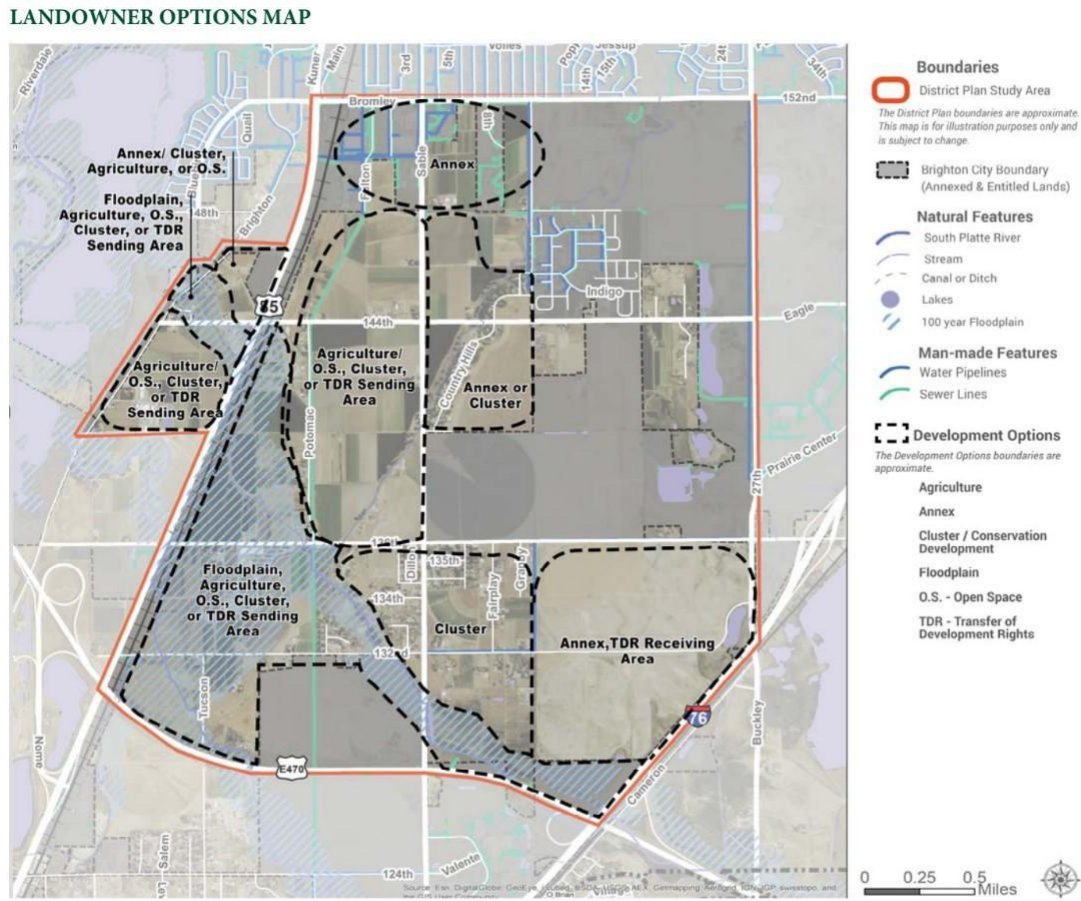 LANDOWNER OPTIONS MAP
Riverdale
Kuner
Main
3rd
5th
Voiles
14th
15th
Jessup
24th
34th
Bromley
152nd
Quail
Annex/ Cluster,
Agriculture, or O.S.
Floodplain,
Agriculture, O.S.,
Cluster, or TDR
Sending Area
48th
Brighton
Fulton
Sable
18th
Annex
85
144th
Indigo
Eagle
Agriculture/
O.S., Cluster,
or TDR
Sending Area
Potomac
Agriculture/
O.S., Cluster,
or TDR Sending
Area
Country Hills
Annex or
Cluster
Prairie Center
27th
136th
Dillon
135th
Fairplay
Grandy
134th
Floodplain,
Agriculture,
O.S., Cluster,
or TDR Sending
Area
Cluster
Annex,TDR Receiving
Area
132nd
Tucson
Nome
76
Buckley
E470
Cameron
Salem
Valente
124th
Boundaries
District Plan Study Area
The District Plan boundaries are approximate.
This map is for illustration purposes only and
is subject to change.
Brighton City Boundary
(Annexed & Entitled Lands)
Natural Features
South Platte River
Stream
Canal or Ditch
Lakes
100 year Floodplain
Man-made Features
Water Pipelines
Sewer Lines
Development Options
The Development Options boundaries are
approximate.
Agriculture
Annex
Cluster / Conservation
Development
Floodplain
O.S. - Open Space
TDR - Transfer of
Development Rights
0 0.25 0.5
Miles